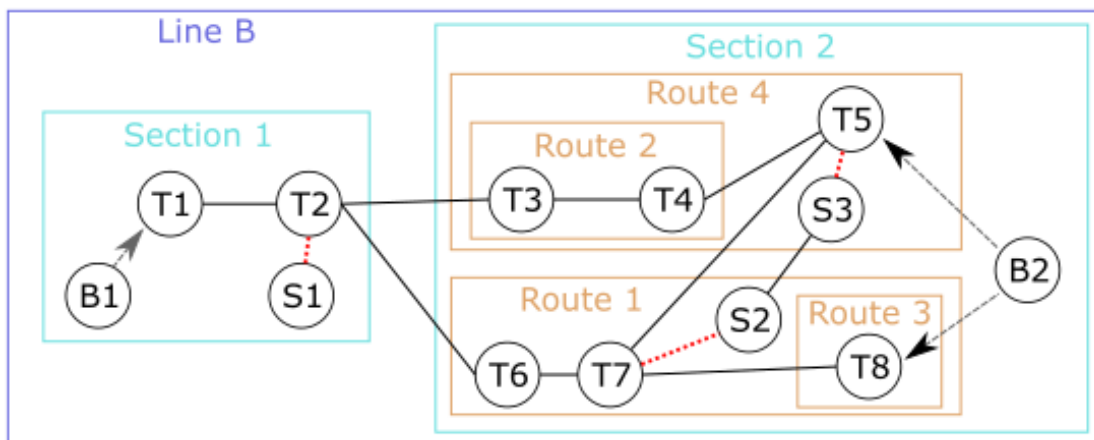 Line B
Section 2
Route 4
Section 1
Route 2
T5
T1
T2
T3
T4
S3
B1
S1
B2
Route 1
S2
Route 3
T6
T7
T8